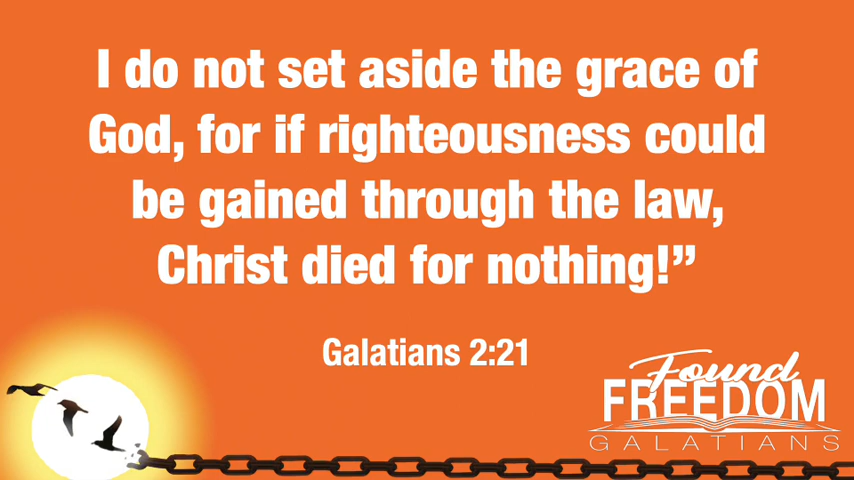 I do not set aside the grace of
God, for if righteousness could
be gained through the law,
Christ died for nothing!”
Galatians 2:21
Found
FREEDOM
GALATIANS